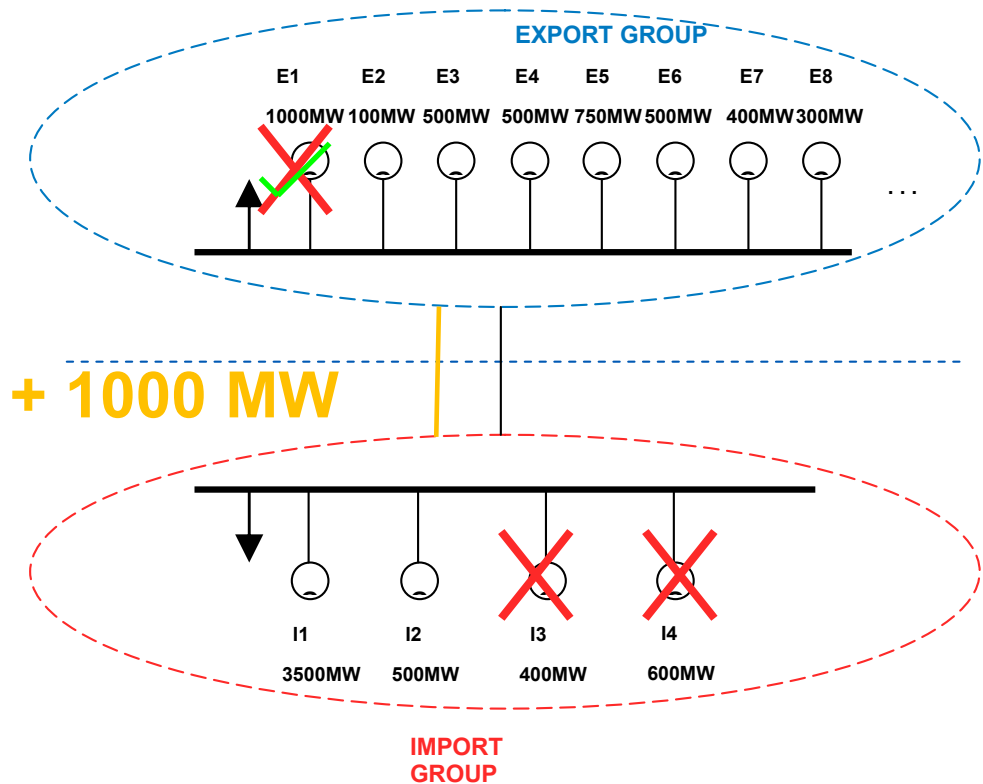 EXPORT GROUP
E1 E2 E3 E4 E5 E6 E7 E8
1000MW 100MW 500MW 500MW 750MW 500MW 400MW 300MW
. . .
+ 1000 MW
I1 I2 I3 I4
3500MW 500MW 400MW 600MW
IMPORT
GROUP